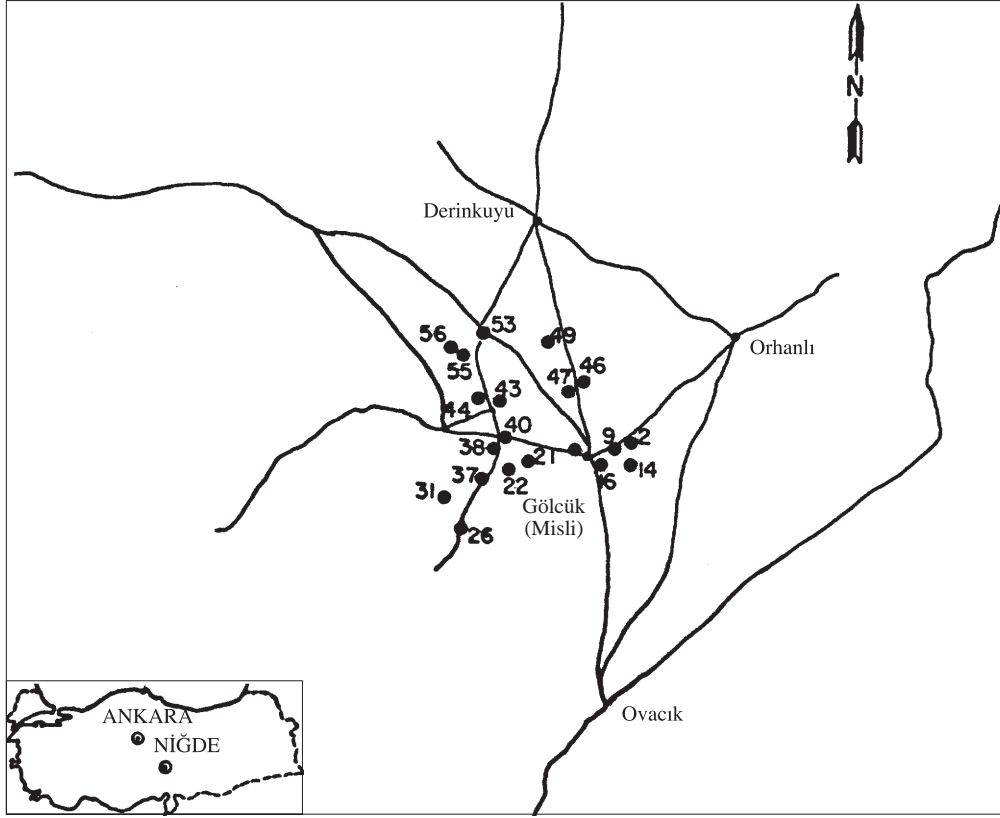 N
Derinkuyu
53
56
49
Orhanlı
55
46
47
43
44
40
9 2
38
21
14
37
22
16
31
Gölcük
(Misli)
26
ANKARA
NİĞDE
Ovacık